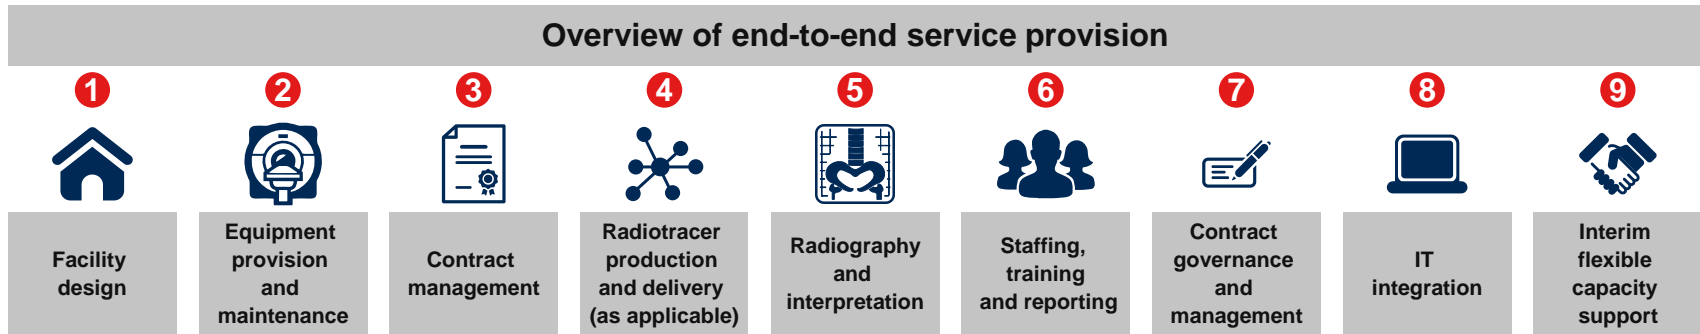 Overview of end-to-end service provision
1
2
3
4
5
6
7
8
9
Facility
design
Equipment
provision
and
maintenance
Contract
management
Radiotracer
production
and delivery
(as applicable)
Radiography
and
interpretation
Staffing,
training
and reporting
Contract
governance
and
management
IT
integration
Interim
flexible
capacity
support